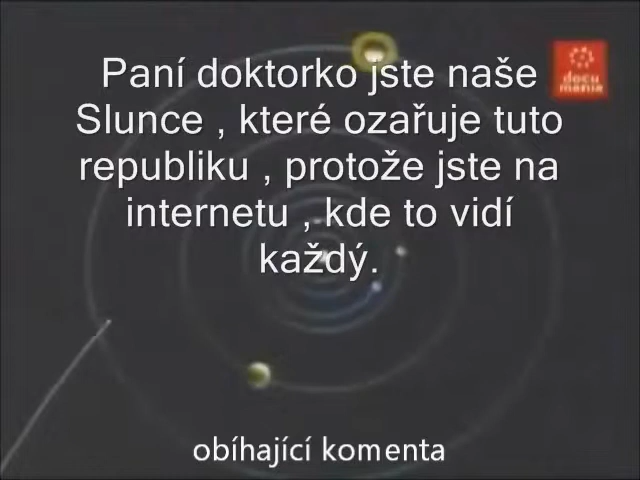 Paní doktorko jste naše
Slunce , které ozařuje tuto
republiku , protože jste na
internetu , kde to vidí
každý.
docu
mania
obíhající komenta